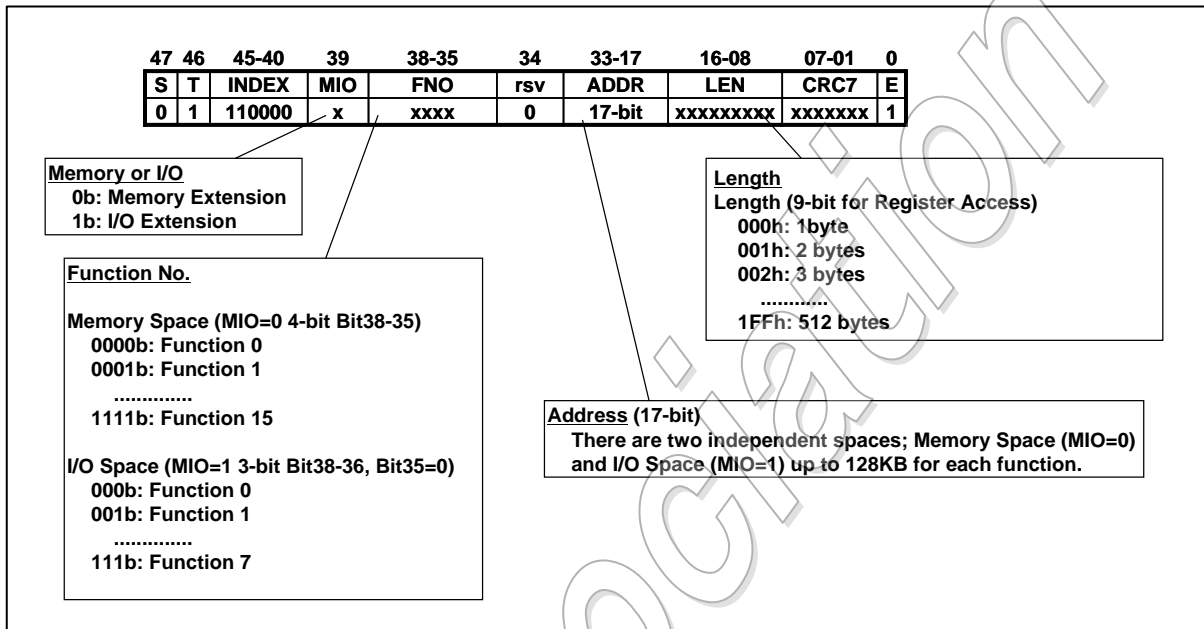 47 46 45-40 39 38-35 34 33-17 16-08 07-01 0
S T INDEX MIO FNO rsv ADDR LEN CRC7 E
0 1 110000 x xxxx 0 17-bit xxxxxxxxx xxxxxxx 1
Memory or I/O
0b: Memory Extension
1b: I/O Extension
Function No.
Memory Space (MIO=0 4-bit Bit38-35)
0000b: Function 0
0001b: Function 1
..............
1111b: Function 15
I/O Space (MIO=1 3-bit Bit38-36, Bit35=0)
000b: Function 0
001b: Function 1
..............
111b: Function 7
Length
Length (9-bit for Register Access)
000h: 1byte
001h: 2 bytes
002h: 3 bytes
............
1FFh: 512 bytes
Address (17-bit)
There are two independent spaces; Memory Space (MIO=0)
and I/O Space (MIO=1) up to 128KB for each function.
ociation